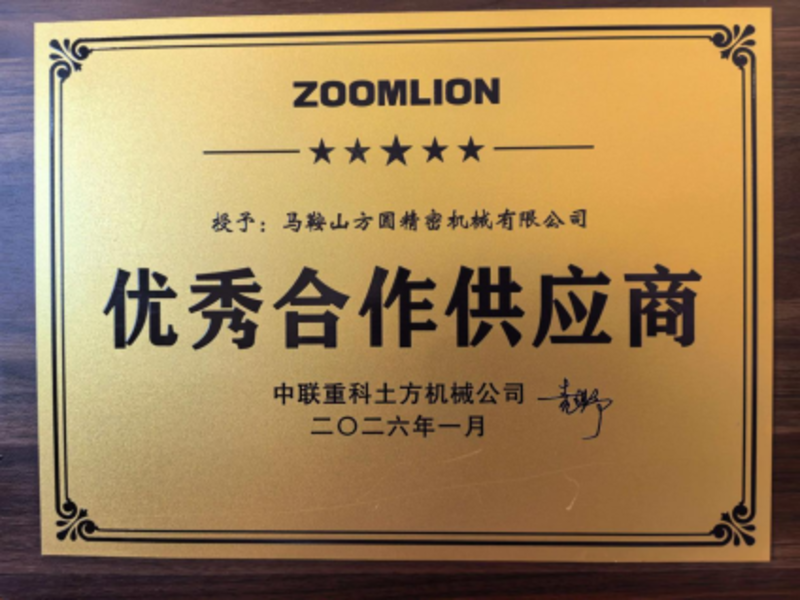 ZOOMLION
★★★★★
授予：马鞍山方圆精密机械有限公司
优秀合作供应商
中联重科土方机械公司
二〇二六年一月